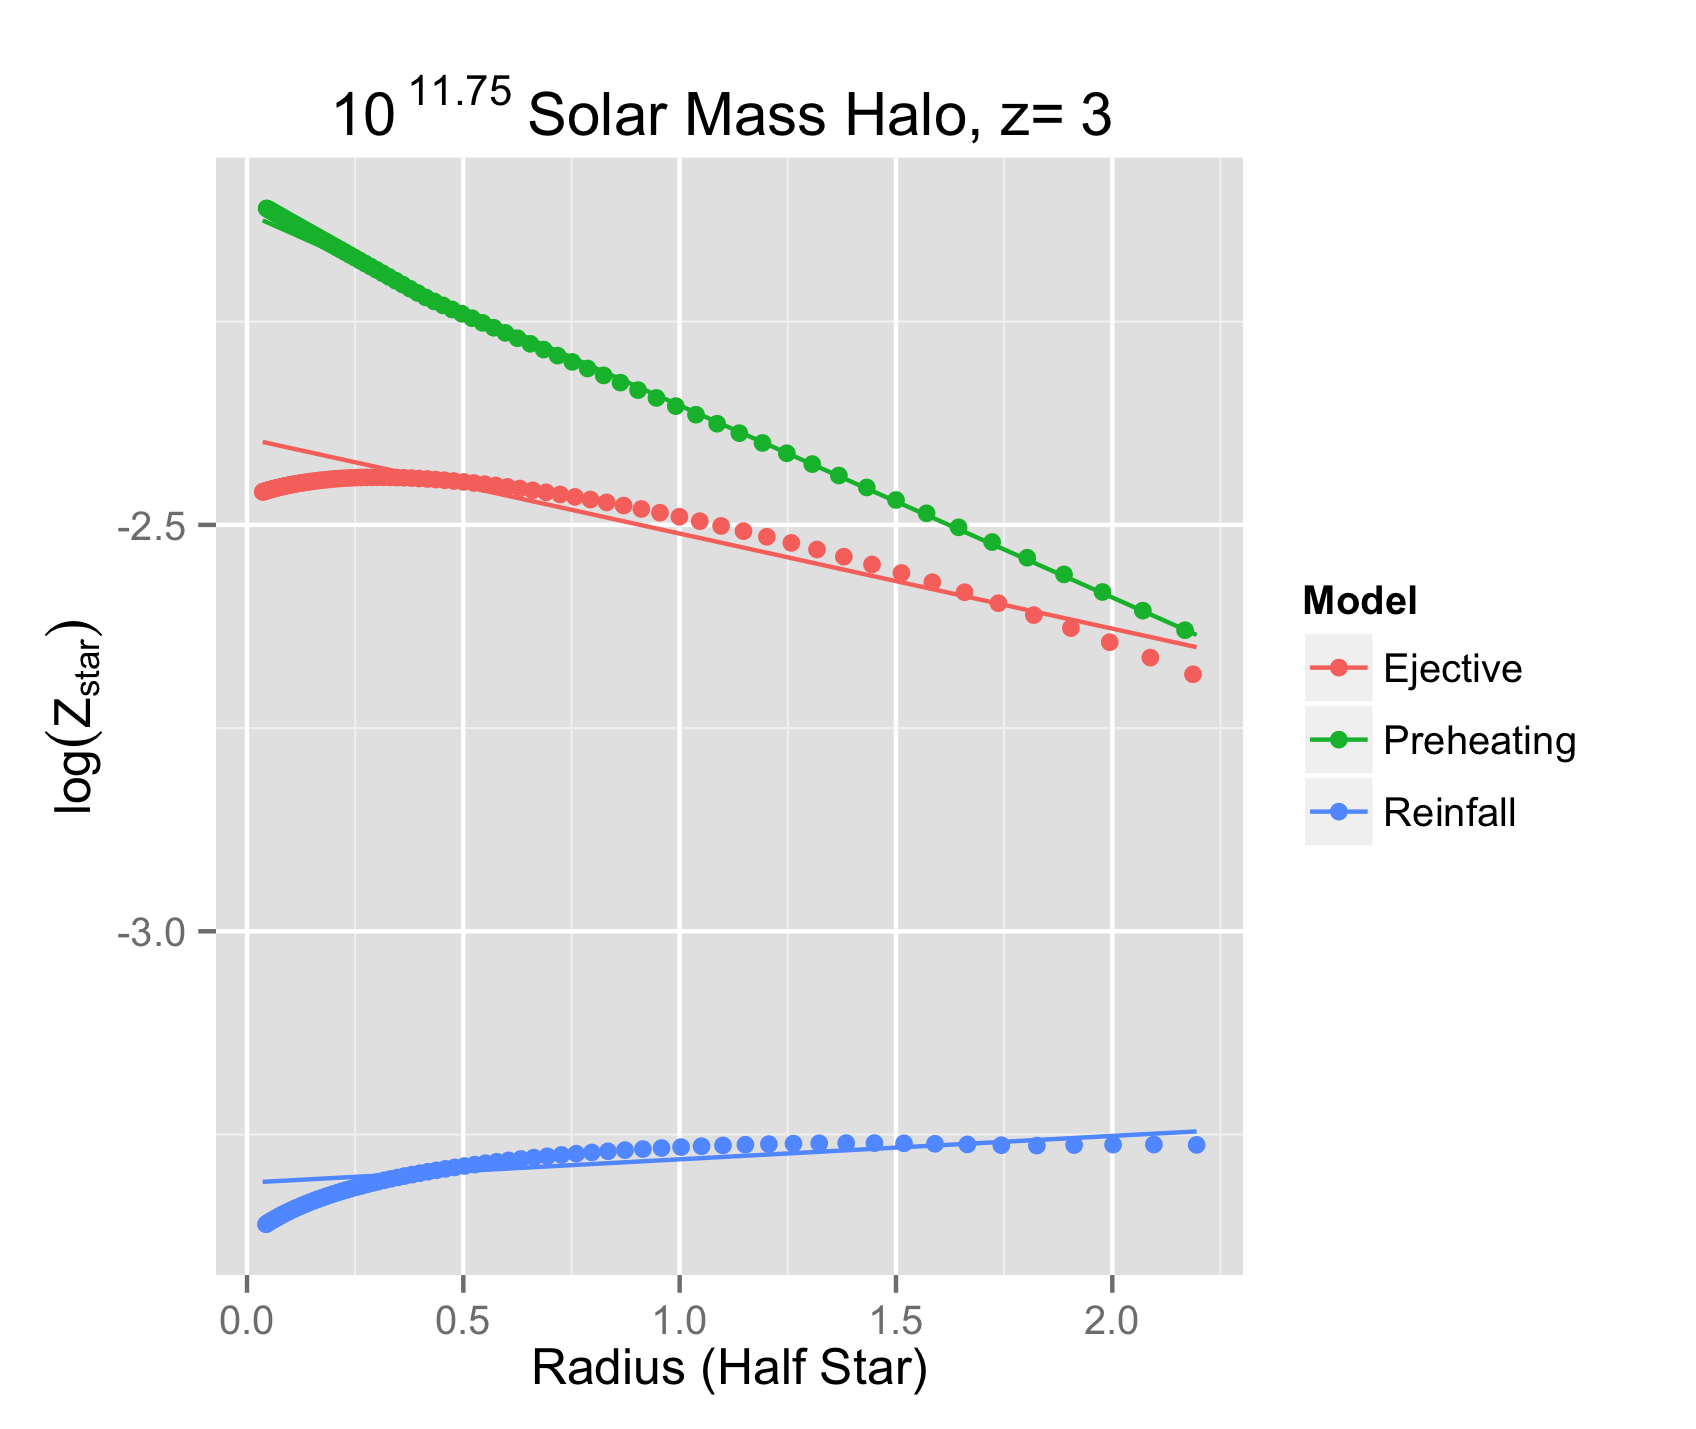 10 11.75 Solar Mass Halo, z= 3
log(Zstar)
-2.5
-3.0
0.0 0.5 1.0 1.5 2.0
Radius (Half Star)
Model
Ejective
Preheating
Reinfall